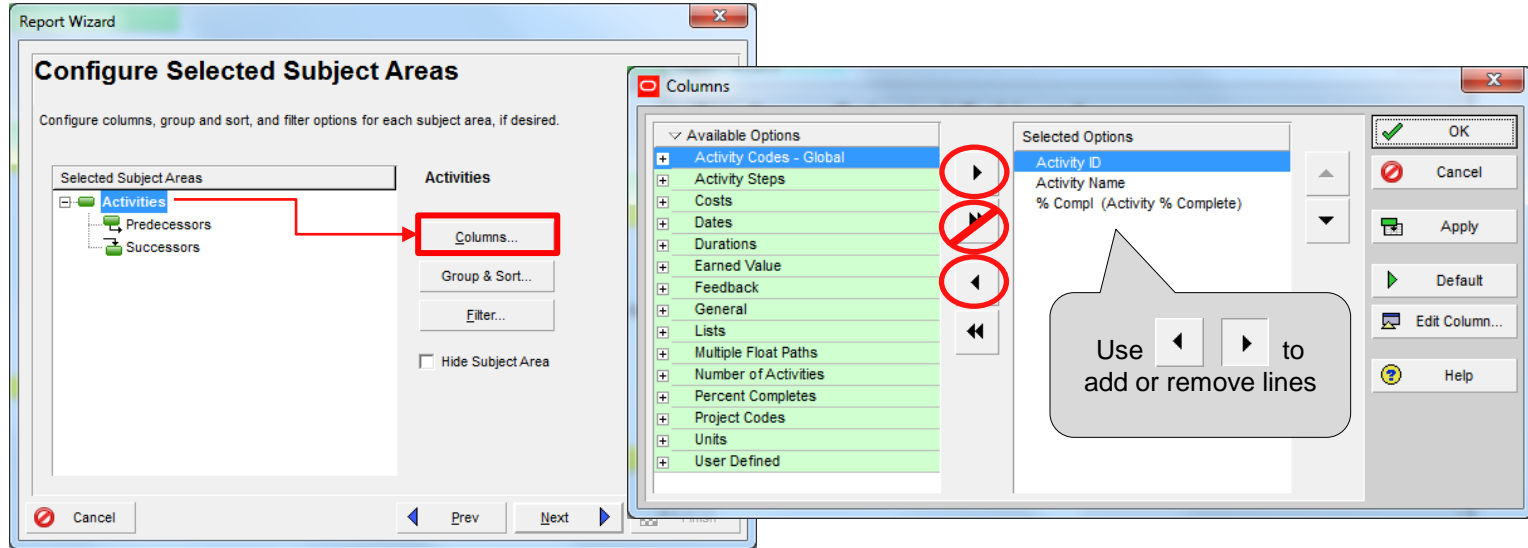 Report Wizard
Configure Selected Subject Areas
Configure columns, group and sort, and filter options for each subject area, if desired.
Selected Subject Areas
Activities
Predecessors
Successors
Activities
Columns...
Group & Sort...
Filter...
Hide Subject Area
Cancel
Prev
Next
Finish
Columns
Available Options
Activity Codes - Global
Activity Steps
Costs
Dates
Durations
Earned Value
Feedback
General
Lists
Multiple Float Paths
Number of Activities
Percent Completes
Project Codes
Units
User Defined
Selected Options
Activity ID
Activity Name
% Compl (Activity % Complete)
Use to
add or remove lines
OK
Cancel
Apply
Default
Edit Column...
Help